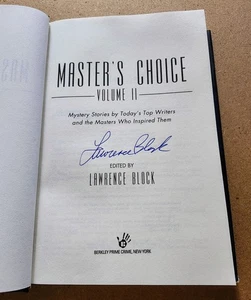 MASTER'S CHOICE
VOLUME II
Mystery Stories by Today's Top Writers
and the Masters Who Inspired Them
Lawrence Block
EDITED BY
LAWRENCE BLOCK
BERKLEY PRIME CRIME, NEW YORK